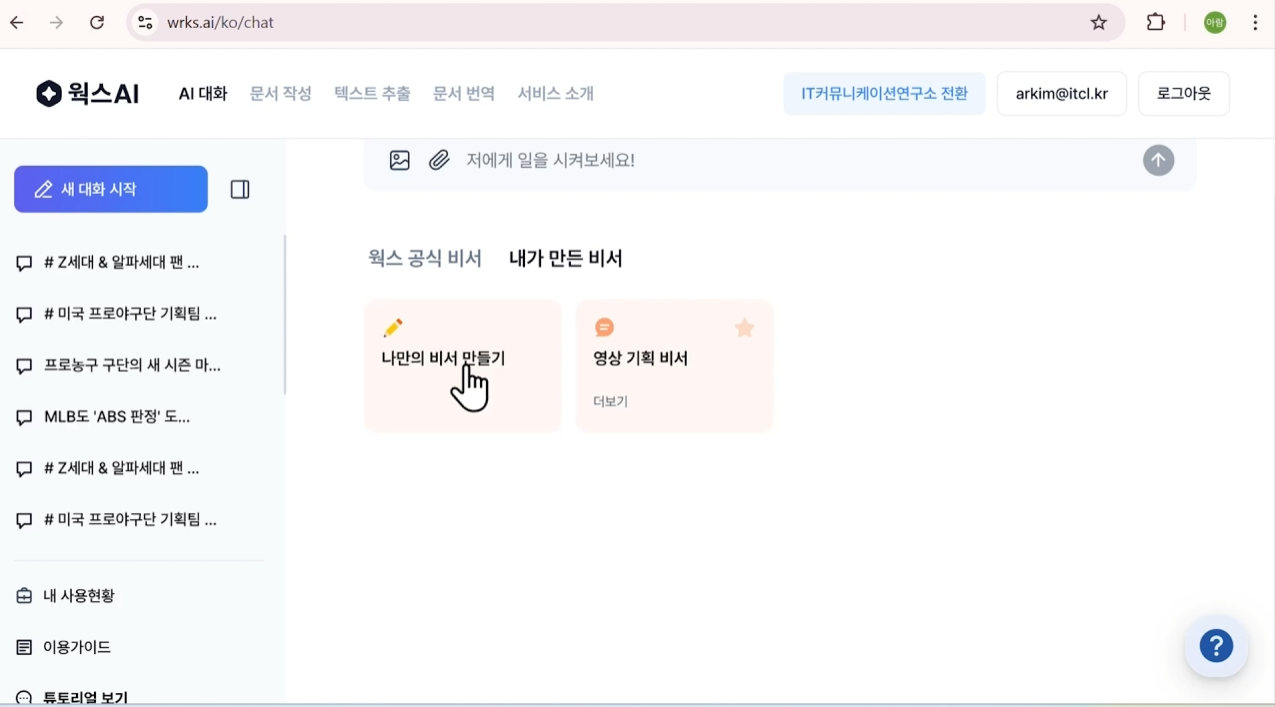 wrks.ai/ko/chat
아람
웍스AI
AI 대화 문서 작성 텍스트 추출 문서 번역 서비스 소개
IT커뮤니케이션연구소 전환
arkim@itcl.kr
로그아웃
새 대화 시작
# Z세대 & 알파세대 팬 ...
# 미국 프로야구단 기획팀 ...
프로농구 구단의 새 시즌 마...
MLB도 'ABS 판정' 도...
# Z세대 & 알파세대 팬 ...
# 미국 프로야구단 기획팀 ...
내 사용현황
이용가이드
튜토리얼 보기
저에게 일을 시켜보세요!
웍스 공식 비서 내가 만든 비서
나만의 비서 만들기
영상 기획 비서
더보기
?